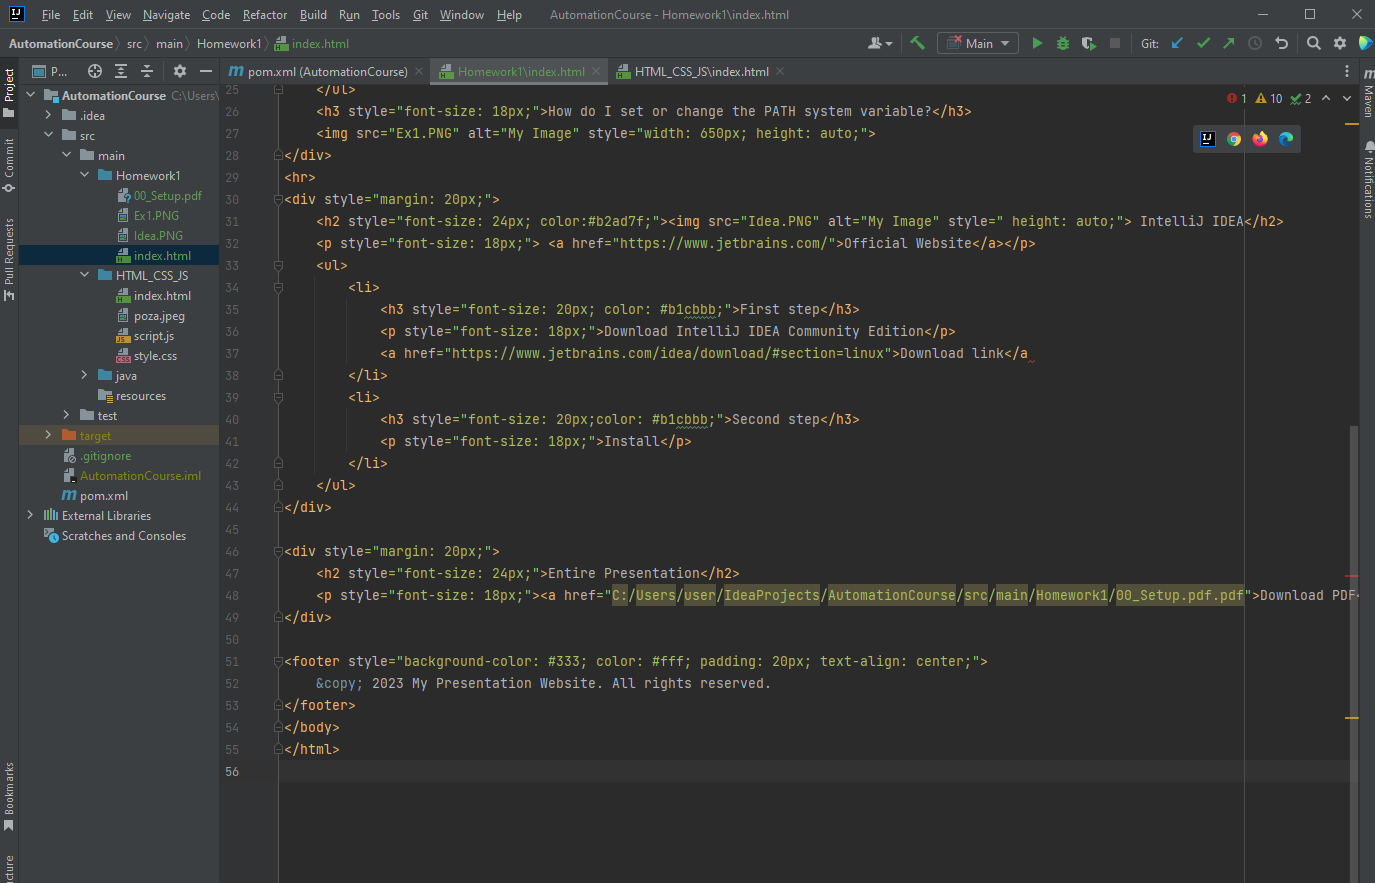 File Edit View Navigate Code Refactor Build Run Tools Git Window Help AutomationCourse - Homework1\index.html
AutomationCourse src main Homework1 index.html Main Git:
Project
Commit
Pull Requests
Bookmarks
cture
P...
AutomationCourse C:\Users\
.idea
src
main
Homework1
00_Setup.pdf
Ex1.PNG
Idea.PNG
index.html
HTML_CSS_JS
index.html
poza.jpeg
script.js
style.css
java
resources
test
target
.gitignore
AutomationCourse.iml
pom.xml
External Libraries
Scratches and Consoles
pom.xml (AutomationCourse) Homework1\index.html HTML_CSS_JS\index.html
1 10 2
25 </ul>
26 <h3 style="font-size: 18px;">How do I set or change the PATH system variable?</h3>
27 <img src="Ex1.PNG" alt="My Image" style="width: 650px; height: auto;">
28 </div>
29 <hr>
30 <div style="margin: 20px;">
31 <h2 style="font-size: 24px; color:#b2ad7f;"><img src="Idea.PNG" alt="My Image" style=" height: auto;"> IntelliJ IDEA</h2>
32 <p style="font-size: 18px;"> <a href="https://www.jetbrains.com/">Official Website</a></p>
33 <ul>
34 <li>
35 <h3 style="font-size: 20px; color: #b1cbbb;">First step</h3>
36 <p style="font-size: 18px;">Download IntelliJ IDEA Community Edition</p>
37 <a href="https://www.jetbrains.com/idea/download/#section=linux">Download link</a
38 </li>
39 <li>
40 <h3 style="font-size: 20px;color: #b1cbbb;">Second step</h3>
41 <p style="font-size: 18px;">Install</p>
42 </li>
43 </ul>
44 </div>
45
46 <div style="margin: 20px;">
47 <h2 style="font-size: 24px;">Entire Presentation</h2>
48 <p style="font-size: 18px;"><a href="C:/Users/user/IdeaProjects/AutomationCourse/src/main/Homework1/00_Setup.pdf.pdf">Download PDF<
49 </div>
50
51 <footer style="background-color: #333; color: #fff; padding: 20px; text-align: center;">
52 &copy; 2023 My Presentation Website. All rights reserved.
53 </footer>
54 </body>
55 </html>
56
Maven
Notifications